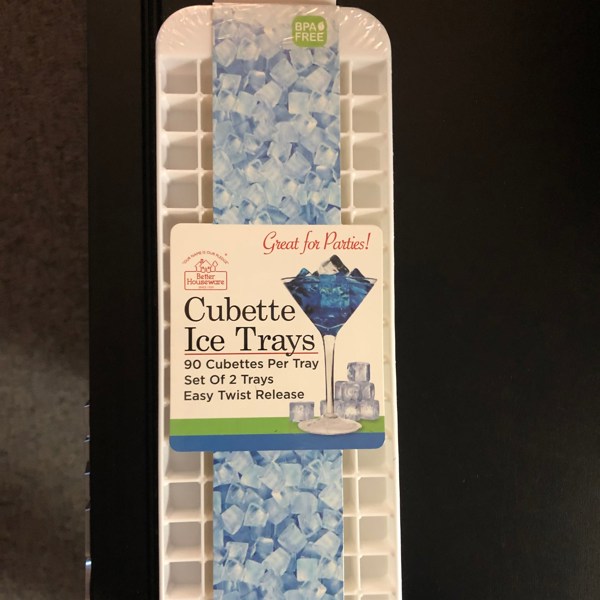 BPA
FREE
Great for Parties!
Better
Houseware
Cubette
Ice Trays
90 Cubettes Per Tray
Set Of 2 Trays
Easy Twist Release